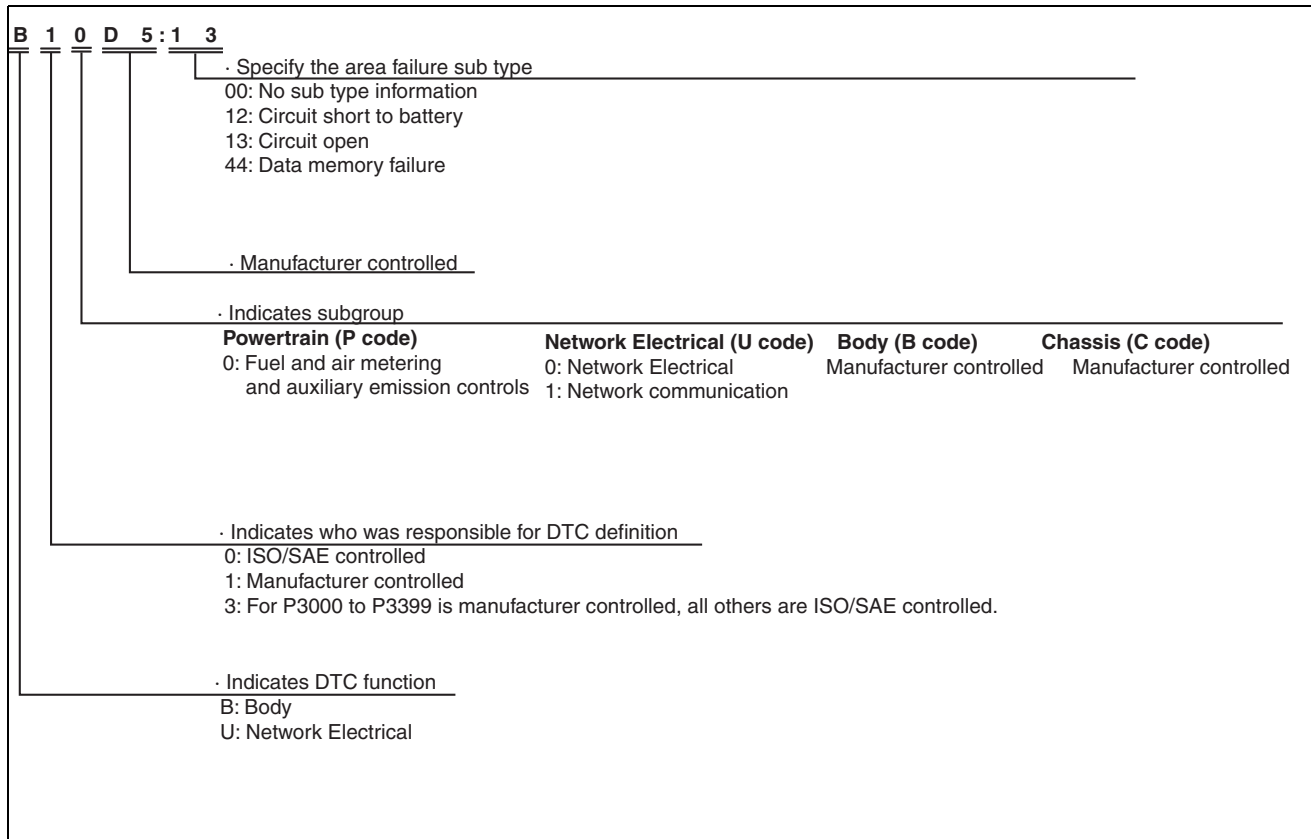 B 1 0 D 5 : 1 3
· Specify the area failure sub type
00: No sub type information
12: Circuit short to battery
13: Circuit open
44: Data memory failure
· Manufacturer controlled
· Indicates subgroup
Powertrain (P code)
0: Fuel and air metering
and auxiliary emission controls
Network Electrical (U code)
0: Network Electrical
1: Network communication
Body (B code)
Manufacturer controlled
Chassis (C code)
Manufacturer controlled
· Indicates who was responsible for DTC definition
0: ISO/SAE controlled
1: Manufacturer controlled
3: For P3000 to P3399 is manufacturer controlled, all others are ISO/SAE controlled.
· Indicates DTC function
B: Body
U: Network Electrical